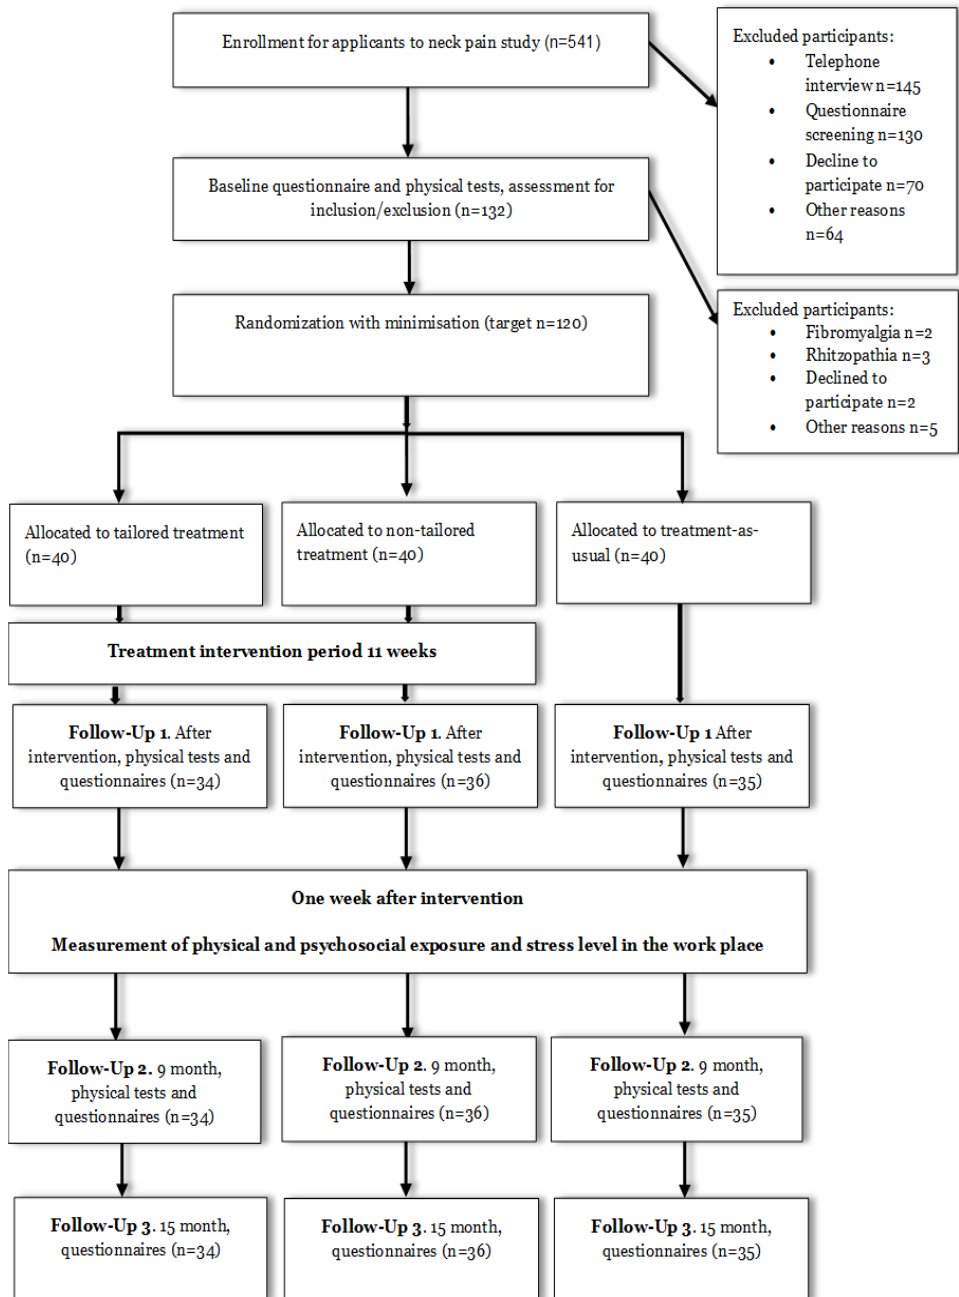 Enrollment for applicants to neck pain study (n=541)
Excluded participants:
• Telephone
interview n=145
• Questionnaire
screening n=130
• Decline to
participate n=70
• Other reasons
n=64
Baseline questionnaire and physical tests, assessment for
inclusion/exclusion (n=132)
Excluded participants:
• Fibromyalgia n=2
• Rhitzopathia n=3
• Declined to
participate n=2
• Other reasons n=5
Randomization with minimisation (target n=120)
Allocated to tailored treatment
(n=40)
Allocated to non-tailored
treatment (n=40)
Allocated to treatment-as-
usual (n=40)
Treatment intervention period 11 weeks
Follow-Up 1. After
intervention, physical tests and
questionnaires (n=34)
Follow-Up 1. After
intervention, physical tests and
questionnaires (n=36)
Follow-Up 1 After
intervention, physical tests and
questionnaires (n=35)
One week after intervention
Measurement of physical and psychosocial exposure and stress level in the work place
Follow-Up 2. 9 month,
physical tests and
questionnaires (n=34)
Follow-Up 2. 9 month,
physical tests and
questionnaires (n=36)
Follow-Up 2. 9 month,
physical tests and
questionnaires (n=35)
Follow-Up 3. 15 month,
questionnaires (n=34)
Follow-Up 3. 15 month,
questionnaires (n=36)
Follow-Up 3. 15 month,
questionnaires (n=35)